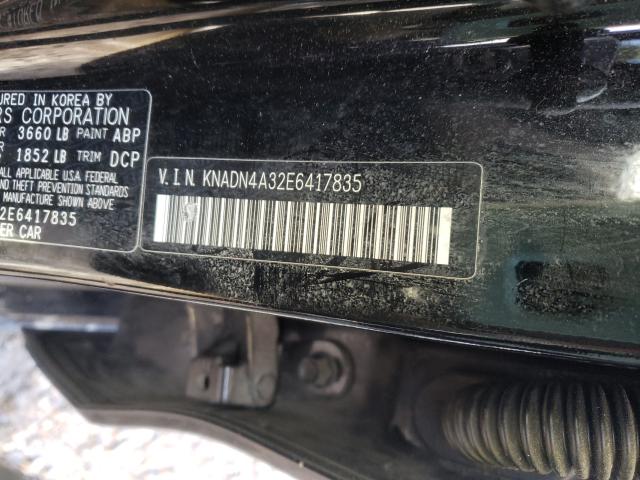 URED IN KOREA BY
RS CORPORATION
R 3660 LB PAINT ABP
S 1852 LB TRIM DCP
ALL APPLICABLE U.S.A. FEDERAL
AND THEFT PREVENTION STANDARDS
MANUFACTURE SHOWN ABOVE
2E6417835
ER CAR
V.I.N. KNADN4A32E6417835